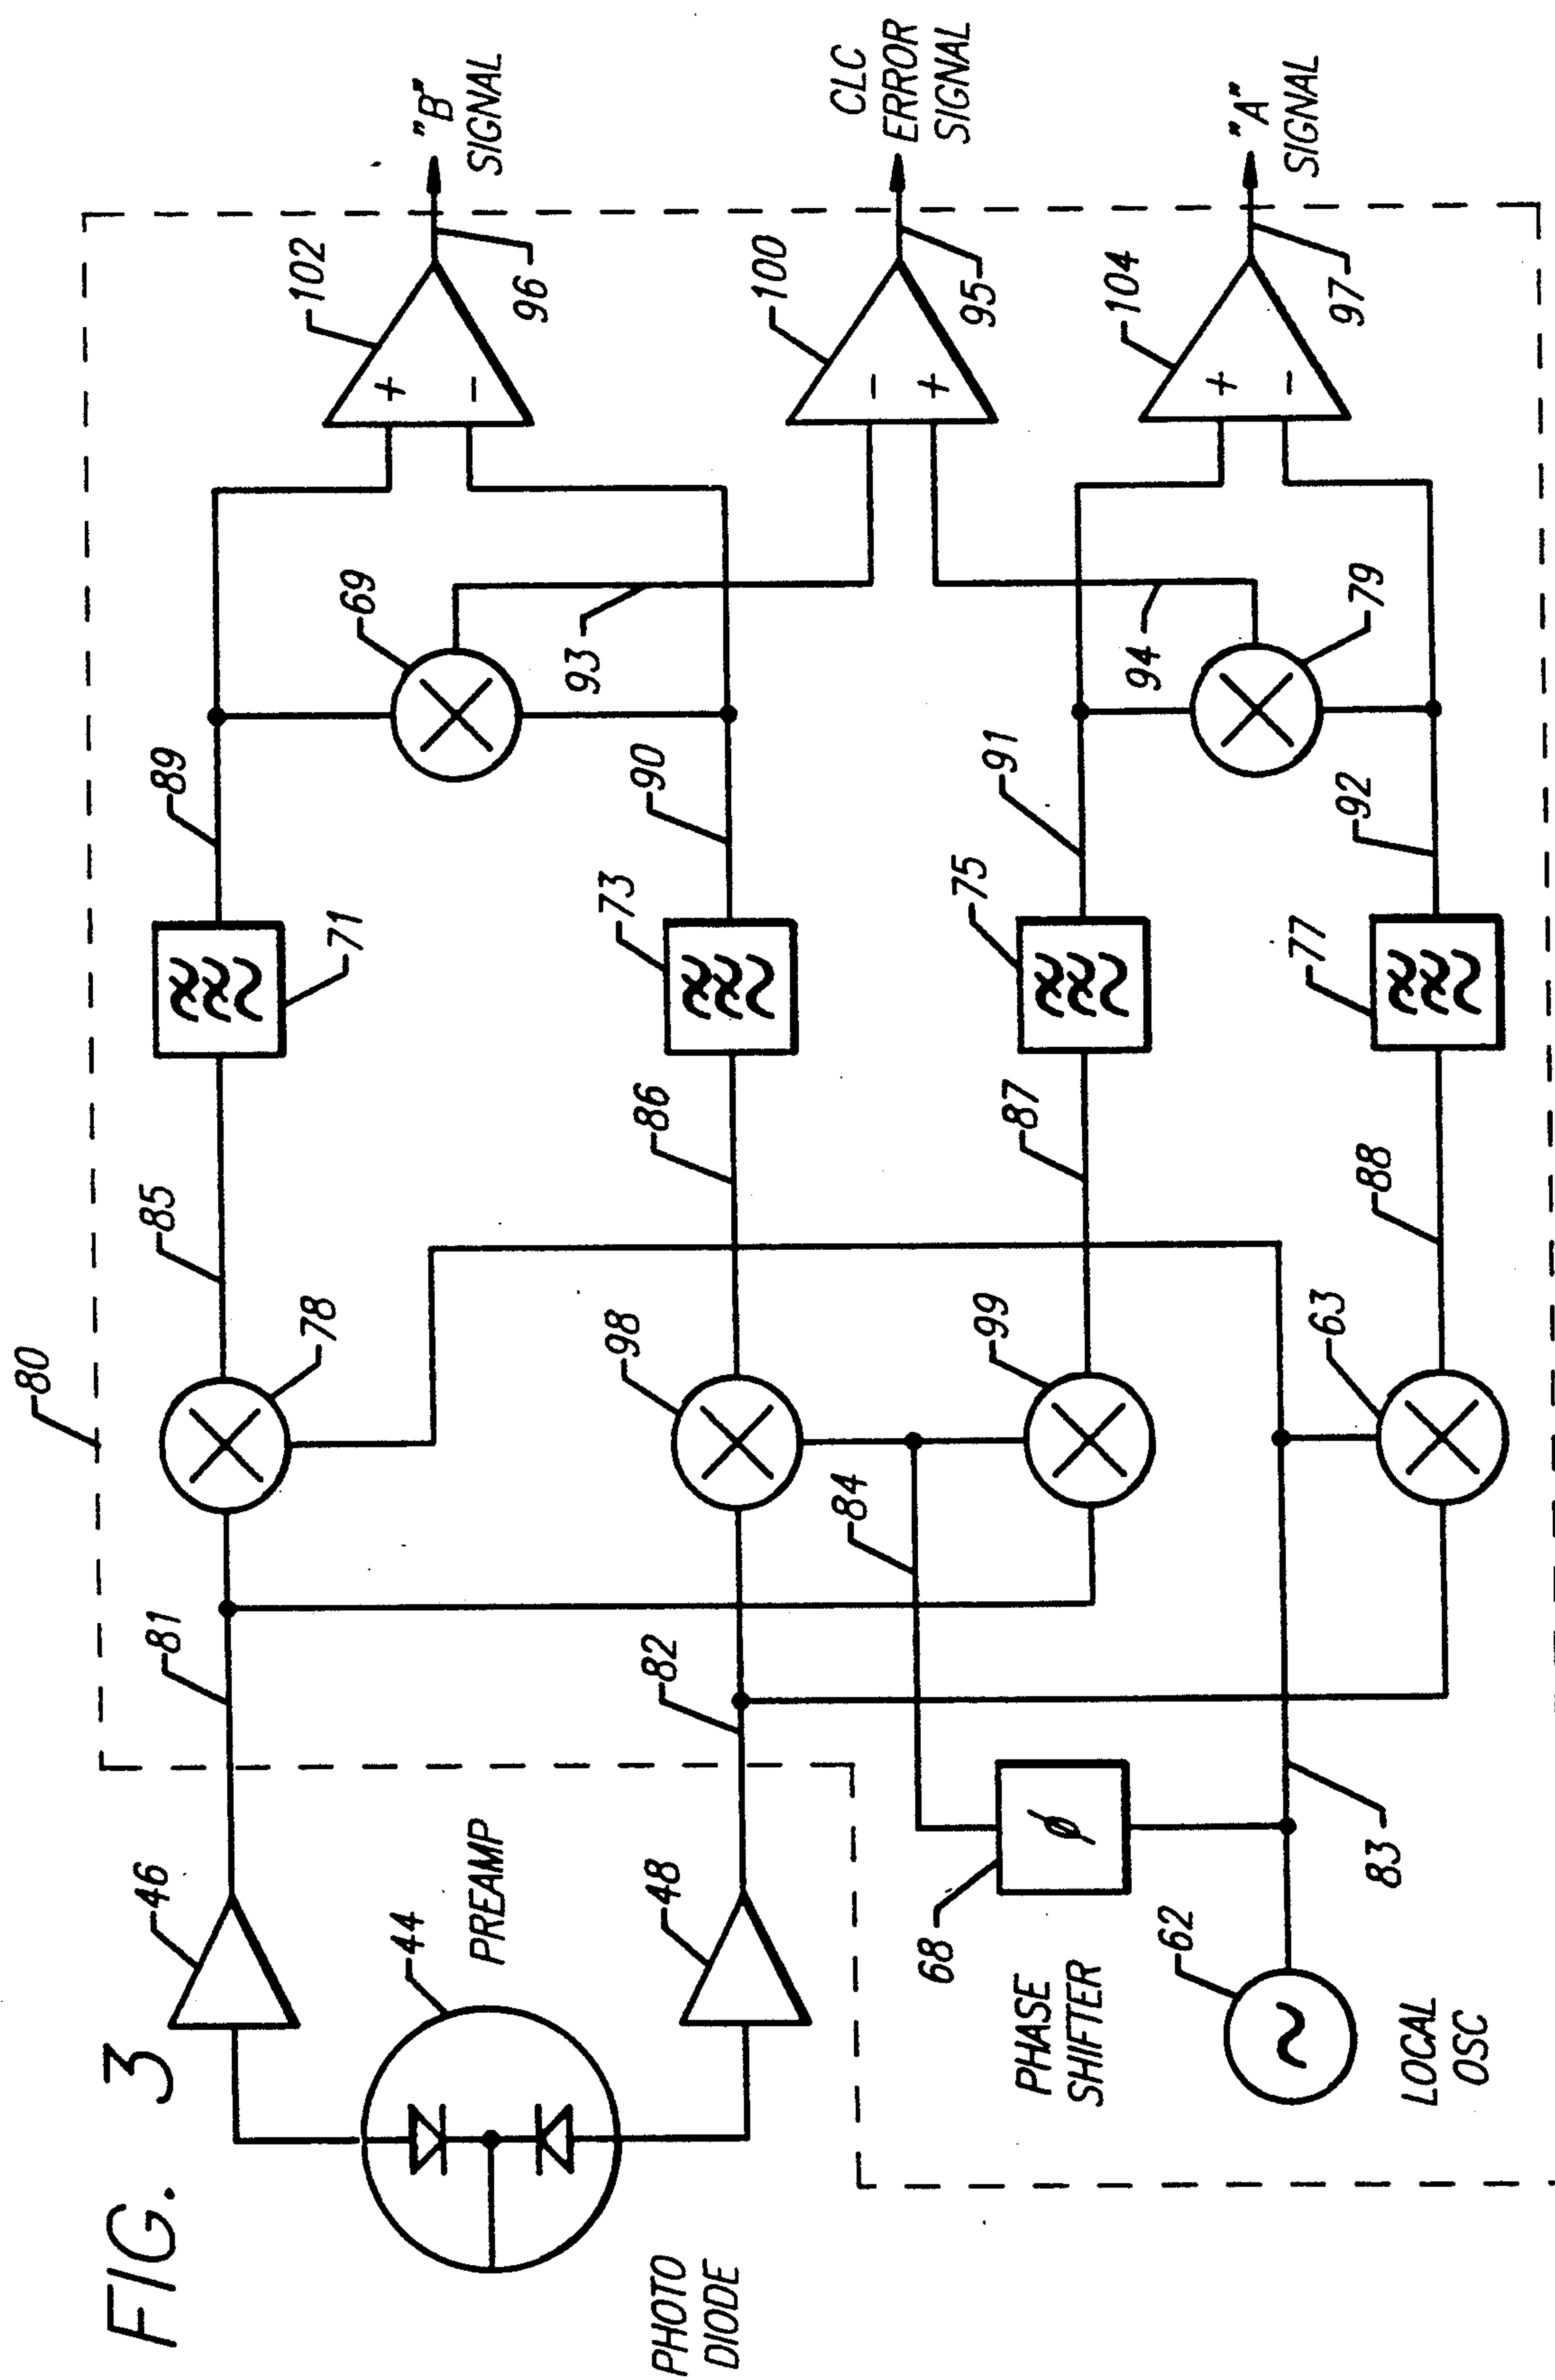 FIG. 3
80
46
81
78
85
71
89
69
102
+
−
96
"B"
SIGNAL
44
PREAMP
PHOTO
DIODE
48
82
98
86
73
90
93
100
−
+
95
CLC
ERROR
SIGNAL
84
68
PHASE
SHIFTER
ϕ
99
87
75
91
94
104
+
−
97
"A"
SIGNAL
62
LOCAL
OSC
83
63
88
77
92
79